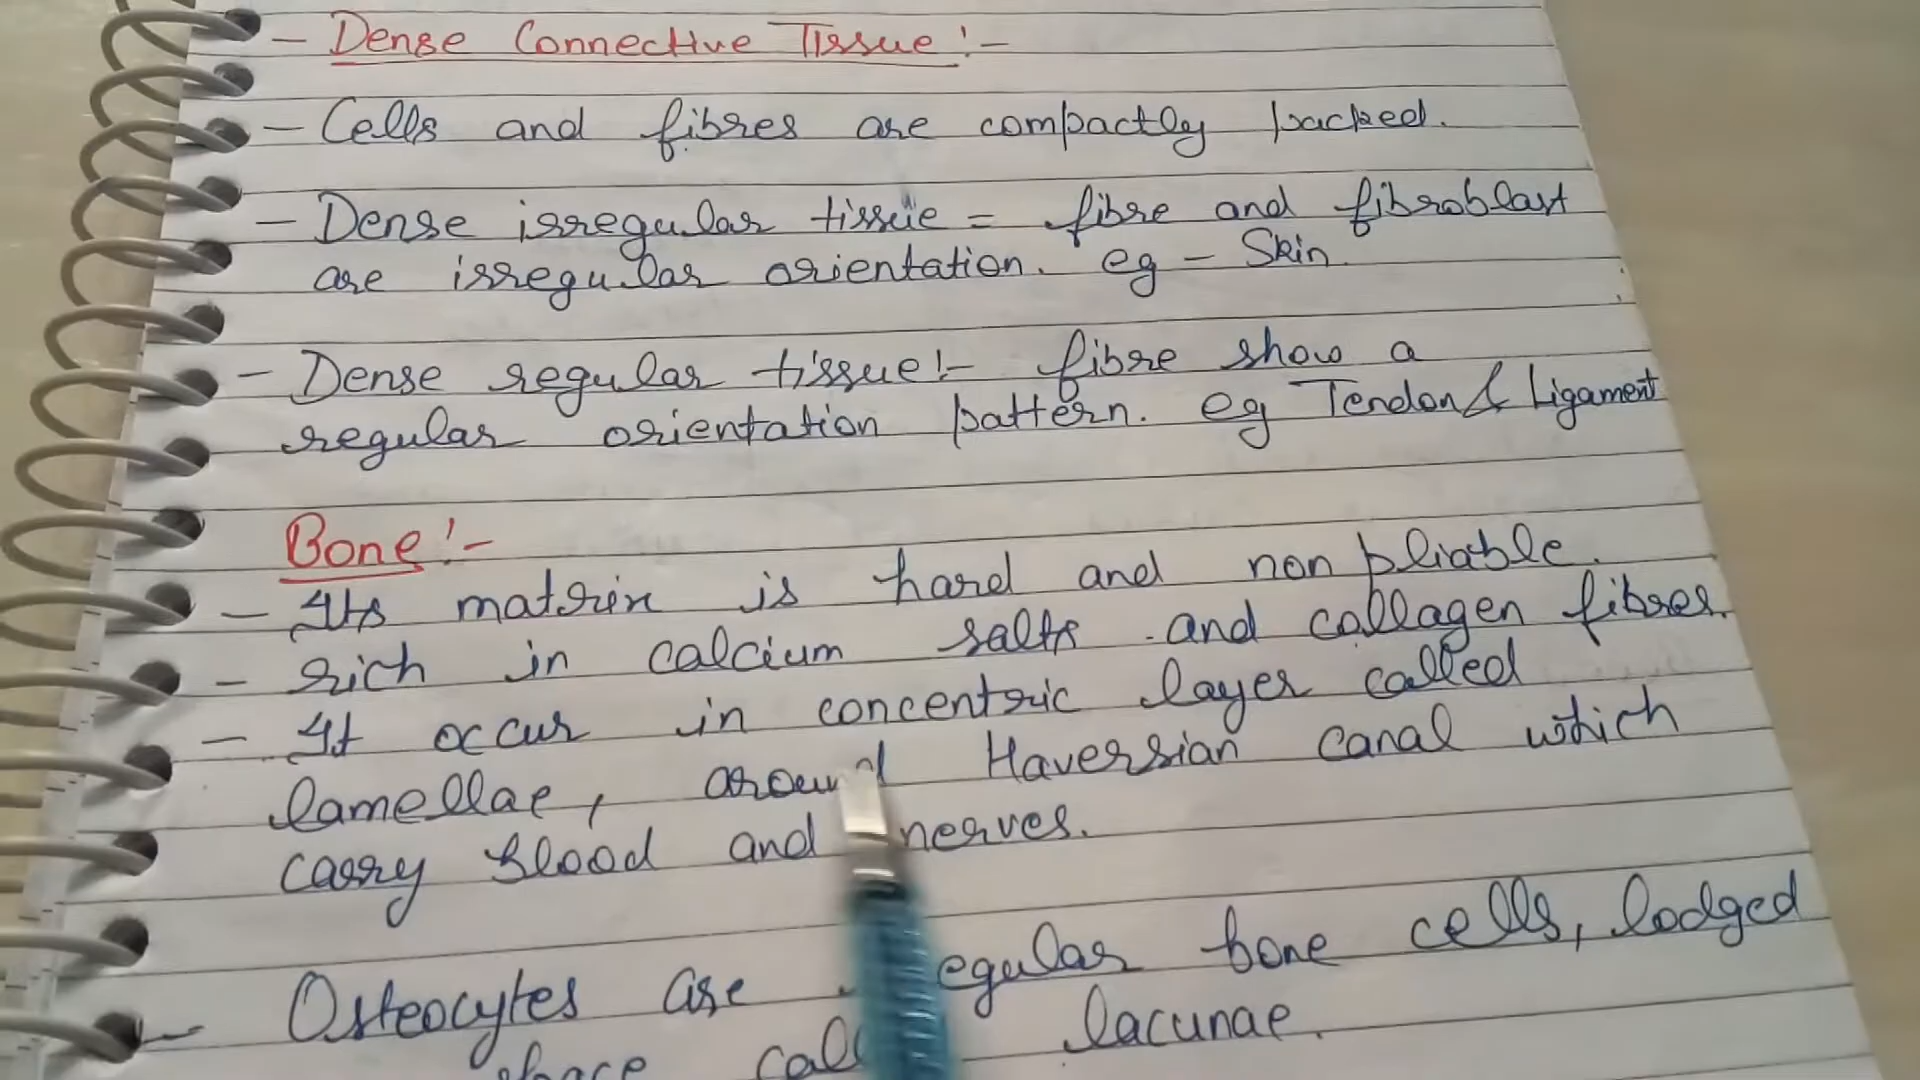 - Dense Connective Tissue :-
- Cells and fibres are compactly packed.
- Dense irregular tissue = fibre and fibroblast
are irregular orientation. eg - Skin.
- Dense regular tissue :- fibre show a
regular orientation pattern. eg Tendon & Ligament
Bone :-
- Its matrix is hard and non pliable.
- rich in calcium salts and collagen fibres.
- It occur in concentric layer called
lamellae, around Haversian canal which
carry blood and nerves.
- Osteocytes are egular bone cells, lodged
space call lacunae.